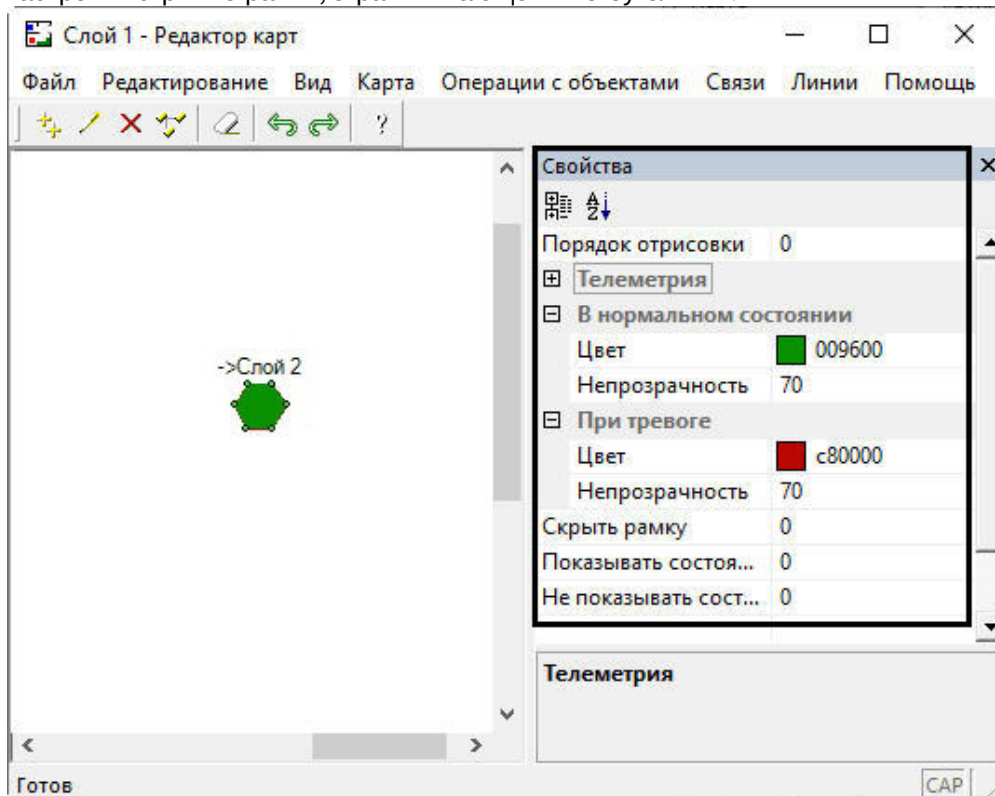 Слой 1 - Редактор карт
Файл Редактирование Вид Карта Операции с объектами Связи Линии Помощь
?
Свойства
Порядок отрисовки 0
Телеметрия
В нормальном состоянии
Цвет 009600
Непрозрачность 70
При тревоге
Цвет c80000
Непрозрачность 70
Скрыть рамку 0
Показывать состоя... 0
Не показывать сост... 0
->Слой 2
Телеметрия
Готов
CAP